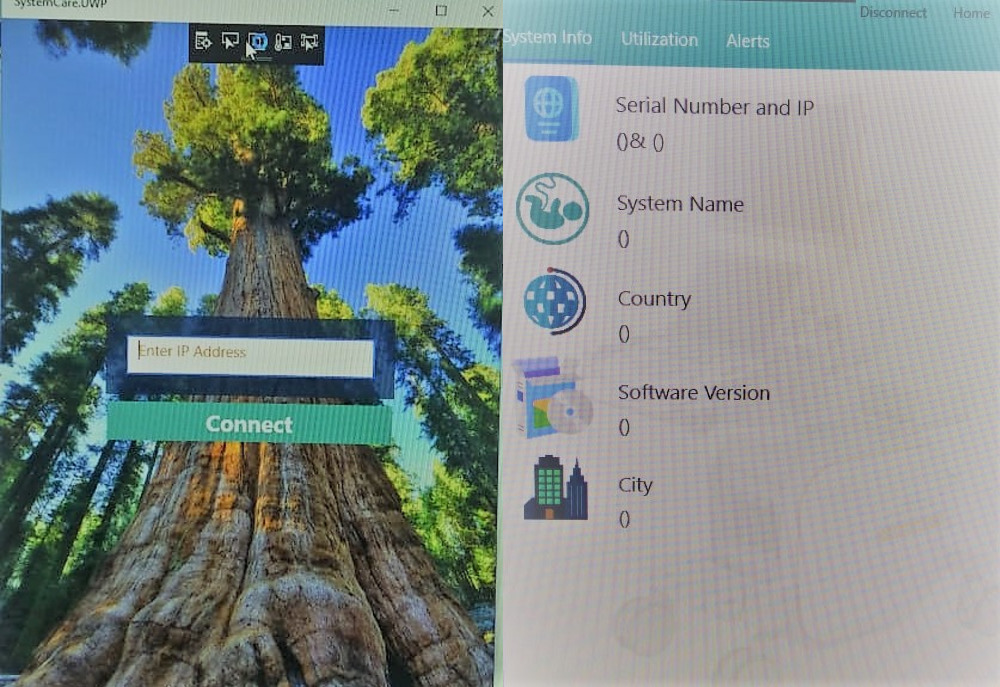 SystemCare.UWP
Enter IP Address
Connect
Disconnect Home
System Info Utilization Alerts
Serial Number and IP
()& ()
System Name
()
Country
()
Software Version
()
City
()